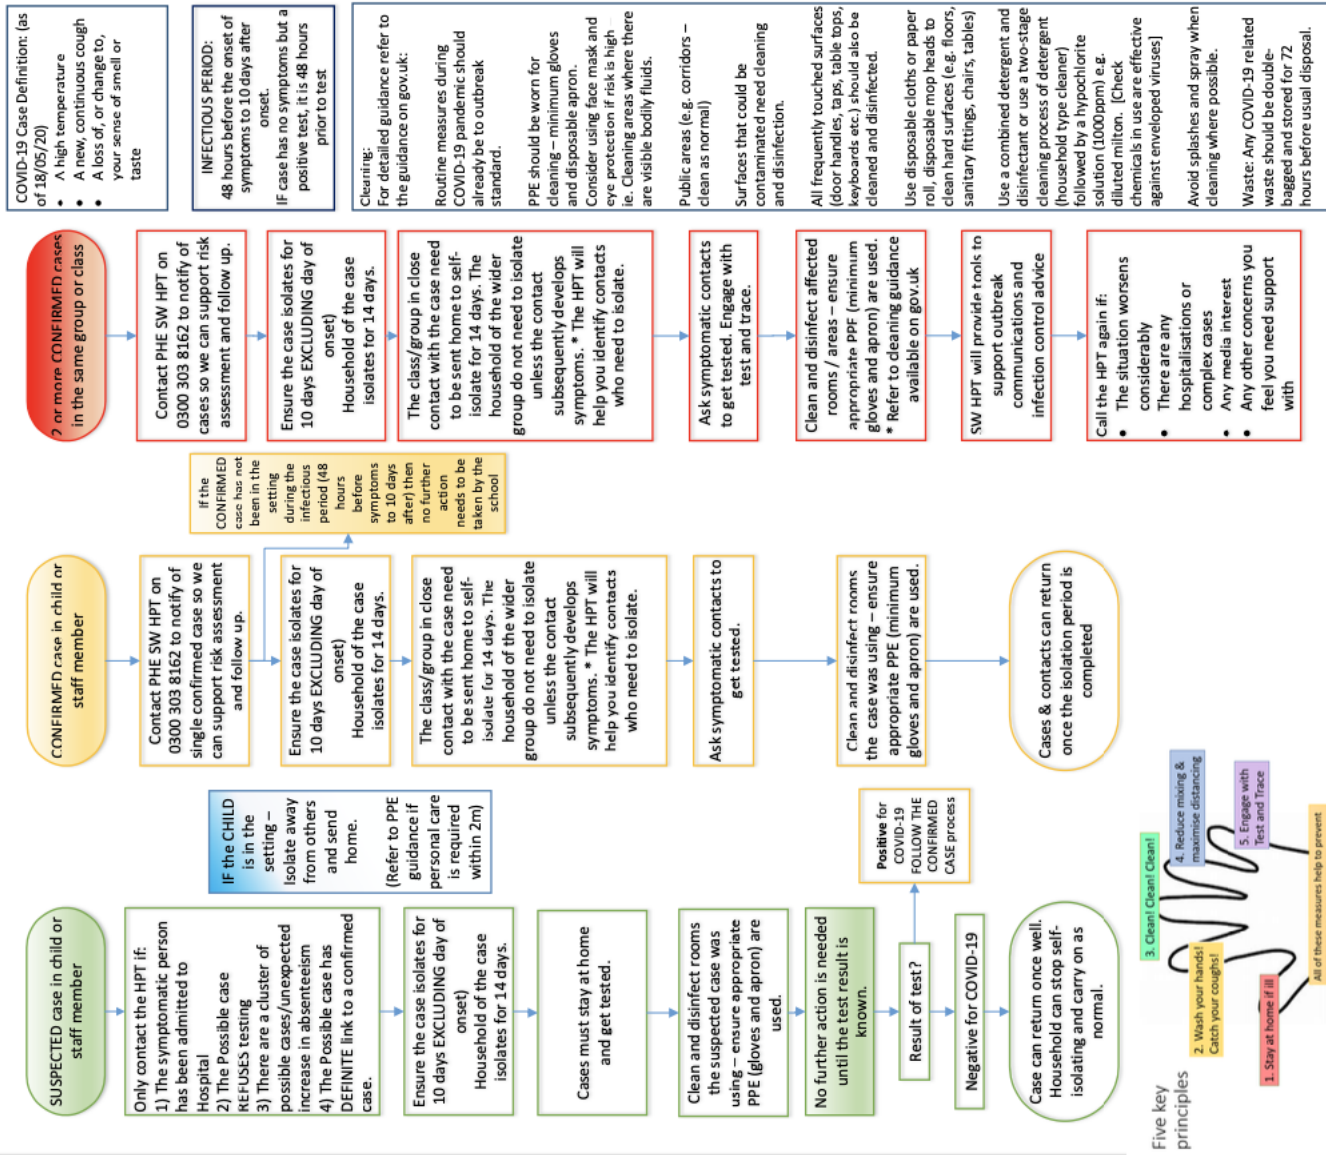 SUSPECTED case in child or
staff member
Only contact the HPT if:
1) The symptomatic person
has been admitted to
Hospital
2) The Possible case
REFUSES testing
3) There are a cluster of
possible cases/unexpected
increase in absenteeism
4) The Possible case has
DEFINITE link to a confirmed
case.
Ensure the case isolates for
10 days EXCLUDING day of
onset)
Household of the case
isolates for 14 days.
Cases must stay at home
and get tested.
Clean and disinfect rooms
the suspected case was
using – ensure appropriate
PPE (gloves and apron) are
used.
No further action is needed
until the test result is
known.
Result of test?
Negative for COVID-19
Case can return once well.
Household can stop self-
isolating and carry on as
normal.
IF the CHILD
is in the
setting –
Isolate away
from others
and send
home.
(Refer to PPE
guidance if
personal care
is required
within 2m)
Positive for
COVID-19
FOLLOW THE
CONFIRMED
CASE process
CONFIRMED case in child or
staff member
Contact PHE SW HPT on
0300 303 8162 to notify of
single confirmed case so we
can support risk assessment
and follow up.
Ensure the case isolates for
10 days EXCLUDING day of
onset)
Household of the case
isolates for 14 days.
The class/group in close
contact with the case need
to be sent home to self-
isolate for 14 days. The
household of the wider
group do not need to isolate
unless the contact
subsequently develops
symptoms. * The HPT will
help you identify contacts
who need to isolate.
Ask symptomatic contacts to
get tested.
Clean and disinfect rooms
the case was using – ensure
appropriate PPE (minimum
gloves and apron) are used.
Cases & contacts can return
once the isolation period is
completed
If the
CONFIRMED
case has not
been in the
setting
during the
infectious
period (48
hours
before
symptoms
to 10 days
after) then
no further
action
needs to be
taken by the
school
2 or more CONFIRMED cases
in the same group or class
Contact PHE SW HPT on
0300 303 8162 to notify of
cases so we can support risk
assessment and follow up.
Ensure the case isolates for
10 days EXCLUDING day of
onset)
Household of the case
isolates for 14 days.
The class/group in close
contact with the case need
to be sent home to self-
isolate for 14 days. The
household of the wider
group do not need to isolate
unless the contact
subsequently develops
symptoms. * The HPT will
help you identify contacts
who need to isolate.
Ask symptomatic contacts
to get tested. Engage with
test and trace.
Clean and disinfect affected
rooms / areas – ensure
appropriate PPE (minimum
gloves and apron) are used.
* Refer to cleaning guidance
available on gov.uk
SW HPT will provide tools to
support outbreak
communications and
infection control advice
Call the HPT again if:
• The situation worsens
considerably
• There are any
hospitalisations or
complex cases
• Any media interest
• Any other concerns you
feel you need support
with
COVID-19 Case Definition: (as
of 18/05/20)
• A high temperature
• A new, continuous cough
• A loss of, or change to,
your sense of smell or
taste
INFECTIOUS PERIOD:
48 hours before the onset of
symptoms to 10 days after
onset.
IF case has no symptoms but a
positive test, it is 48 hours
prior to test
Cleaning:
For detailed guidance refer to
the guidance on gov.uk:
Routine measures during
COVID-19 pandemic should
already be to outbreak
standard.
PPE should be worn for
cleaning – minimum gloves
and disposable apron.
Consider using face mask and
eye protection if risk is high –
ie. Cleaning areas where there
are visible bodily fluids.
Public areas (e.g. corridors –
clean as normal)
Surfaces that could be
contaminated need cleaning
and disinfection.
All frequently touched surfaces
(door handles, taps, table tops,
keyboards etc.) should also be
cleaned and disinfected.
Use disposable cloths or paper
roll, disposable mop heads to
clean hard surfaces (e.g. floors,
sanitary fittings, chairs, tables)
Use a combined detergent and
disinfectant or use a two-stage
cleaning process of detergent
(household type cleaner)
followed by a hypochlorite
solution (1000ppm) e.g.
diluted milton. [Check
chemicals in use are effective
against enveloped viruses]
Avoid splashes and spray when
cleaning where possible.
Waste: Any COVID-19 related
waste should be double-
bagged and stored for 72
hours before usual disposal.
Five key
principles
1. Stay at home if ill
2. Wash your hands!
Catch your coughs!
3. Clean! Clean! Clean!
4. Reduce mixing &
maximise distancing
5. Engage with
Test and Trace
All of these measures help to prevent